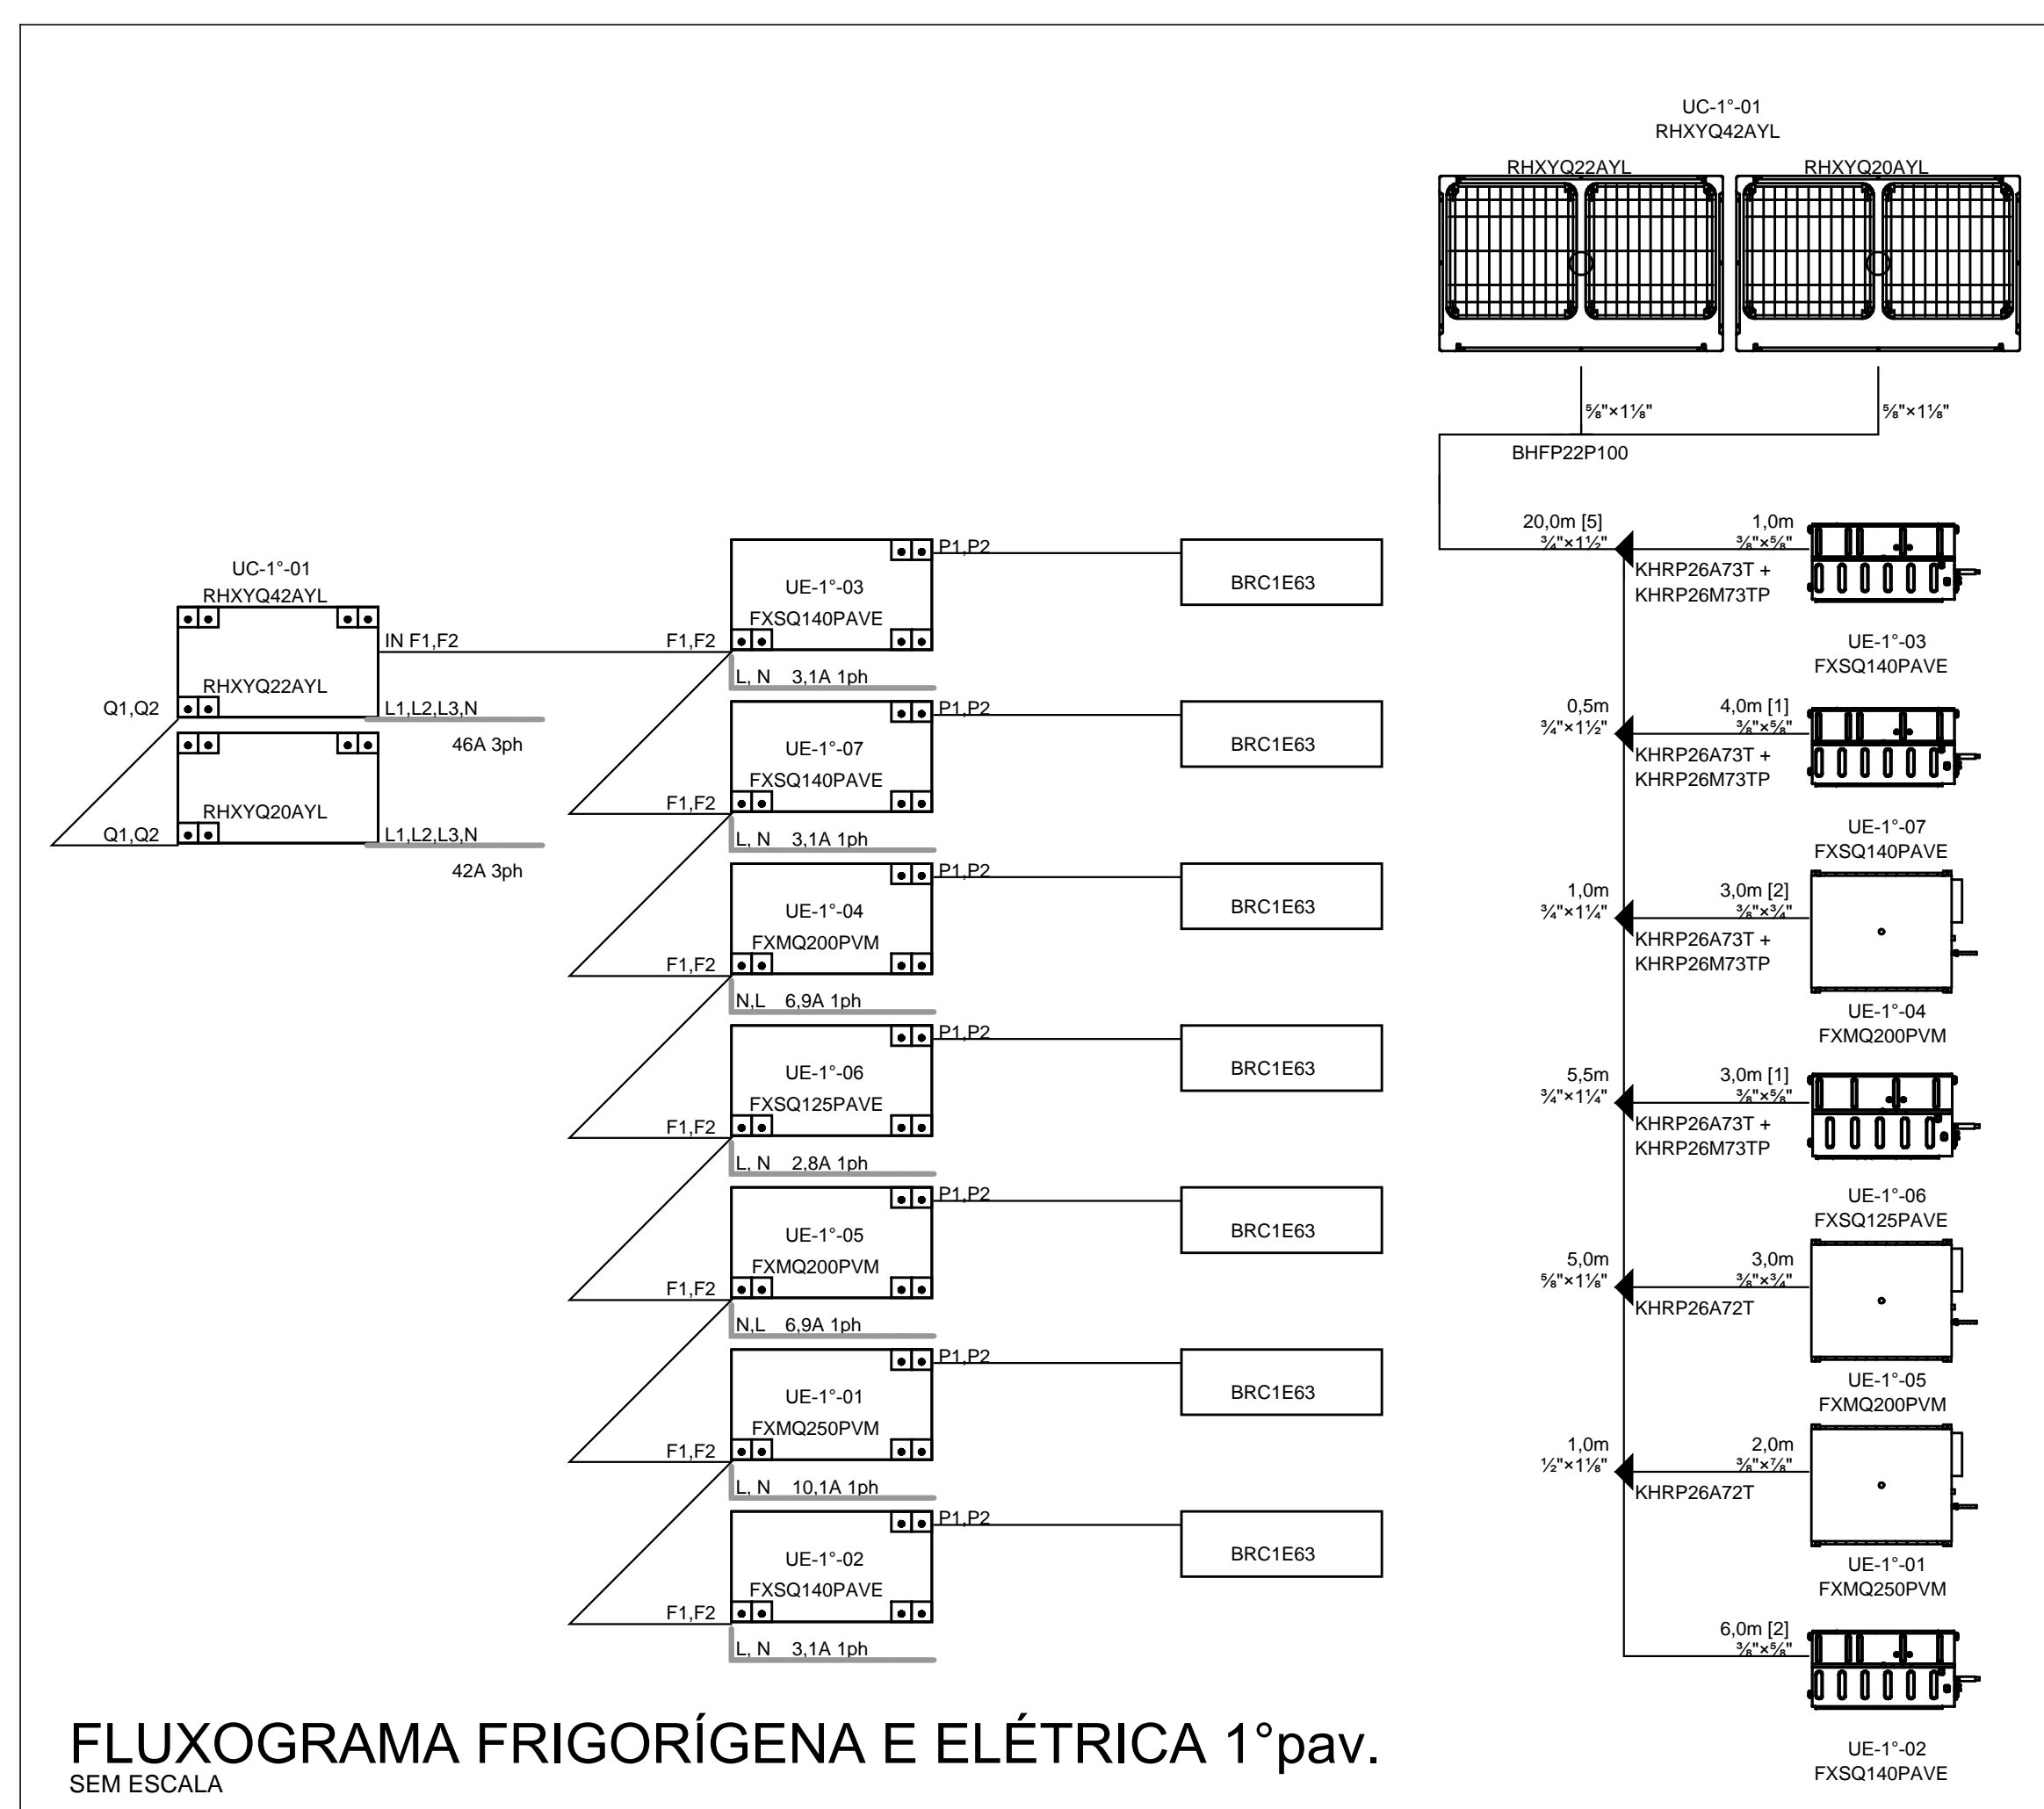 UC-1°-01
RHXYQ42AYL
RHXYQ22AYL
RHXYQ20AYL
⅝"×1⅛"
⅝"×1⅛"
BHFP22P100
20,0m [5]
¾"×1½"
1,0m
⅜"×⅝"
KHRP26A73T +
KHRP26M73TP
UE-1°-03
FXSQ140PAVE
0,5m
¾"×1½"
4,0m [1]
⅜"×⅝"
KHRP26A73T +
KHRP26M73TP
UE-1°-07
FXSQ140PAVE
1,0m
¾"×1¼"
3,0m [2]
⅜"×¾"
KHRP26A73T +
KHRP26M73TP
UE-1°-04
FXMQ200PVM
5,5m
¾"×1¼"
3,0m [1]
⅜"×⅝"
KHRP26A73T +
KHRP26M73TP
UE-1°-06
FXSQ125PAVE
5,0m
⅝"×1⅛"
3,0m
⅜"×¾"
KHRP26A72T
UE-1°-05
FXMQ200PVM
1,0m
½"×1⅛"
2,0m
⅜"×⅞"
KHRP26A72T
UE-1°-01
FXMQ250PVM
6,0m [2]
⅜"×⅝"
UE-1°-02
FXSQ140PAVE
UC-1°-01
RHXYQ42AYL
IN F1,F2
RHXYQ22AYL
Q1,Q2
L1,L2,L3,N
46A 3ph
RHXYQ20AYL
Q1,Q2
L1,L2,L3,N
42A 3ph
P1,P2
UE-1°-03
FXSQ140PAVE
BRC1E63
F1,F2
L, N 3,1A 1ph
P1,P2
UE-1°-07
FXSQ140PAVE
BRC1E63
F1,F2
L, N 3,1A 1ph
P1,P2
UE-1°-04
FXMQ200PVM
BRC1E63
F1,F2
N,L 6,9A 1ph
P1,P2
UE-1°-06
FXSQ125PAVE
BRC1E63
F1,F2
L, N 2,8A 1ph
P1,P2
UE-1°-05
FXMQ200PVM
BRC1E63
F1,F2
N,L 6,9A 1ph
P1,P2
UE-1°-01
FXMQ250PVM
BRC1E63
F1,F2
L, N 10,1A 1ph
P1,P2
UE-1°-02
FXSQ140PAVE
BRC1E63
F1,F2
L, N 3,1A 1ph
FLUXOGRAMA FRIGORÍGENA E ELÉTRICA 1°pav.
SEM ESCALA